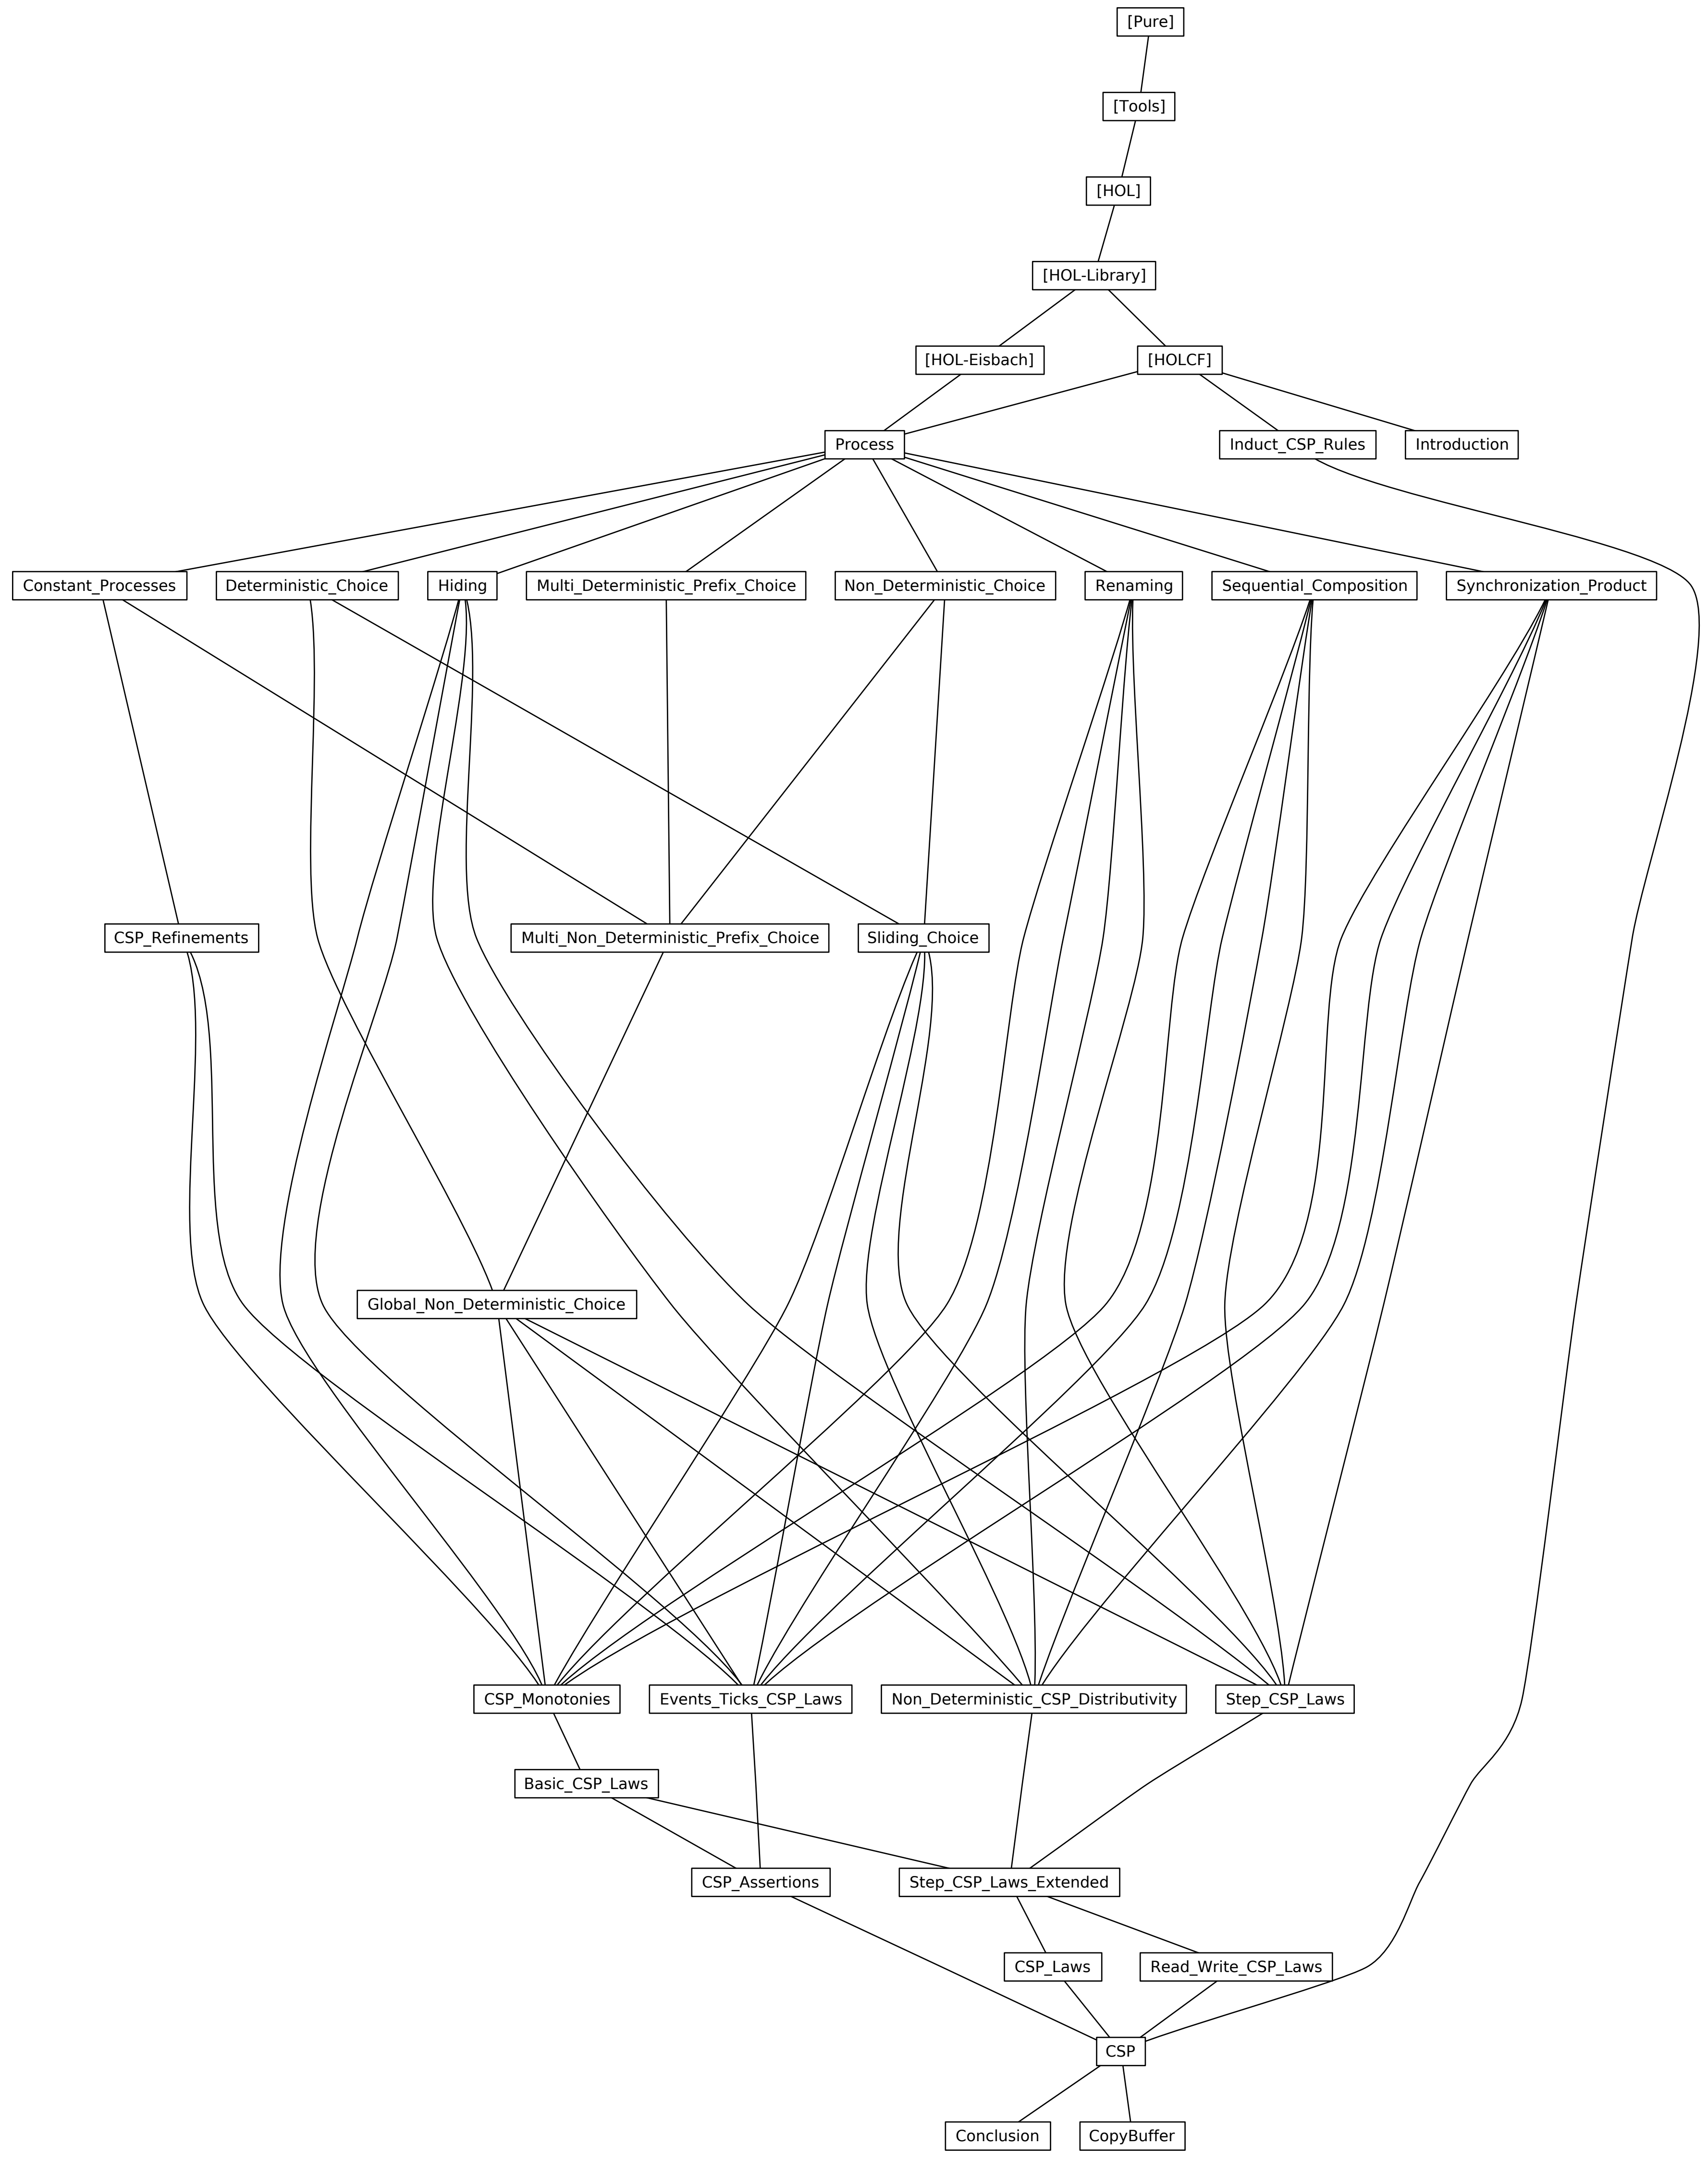 [Pure]
[Tools]
[HOL]
[HOL-Library]
[HOL-Eisbach]
[HOLCF]
Process
Induct_CSP_Rules
Introduction
Constant_Processes
Deterministic_Choice
Hiding
Multi_Deterministic_Prefix_Choice
Non_Deterministic_Choice
Renaming
Sequential_Composition
Synchronization_Product
CSP_Refinements
Multi_Non_Deterministic_Prefix_Choice
Sliding_Choice
Global_Non_Deterministic_Choice
CSP_Monotonies
Events_Ticks_CSP_Laws
Non_Deterministic_CSP_Distributivity
Step_CSP_Laws
Basic_CSP_Laws
CSP_Assertions
Step_CSP_Laws_Extended
CSP_Laws
Read_Write_CSP_Laws
CSP
Conclusion
CopyBuffer